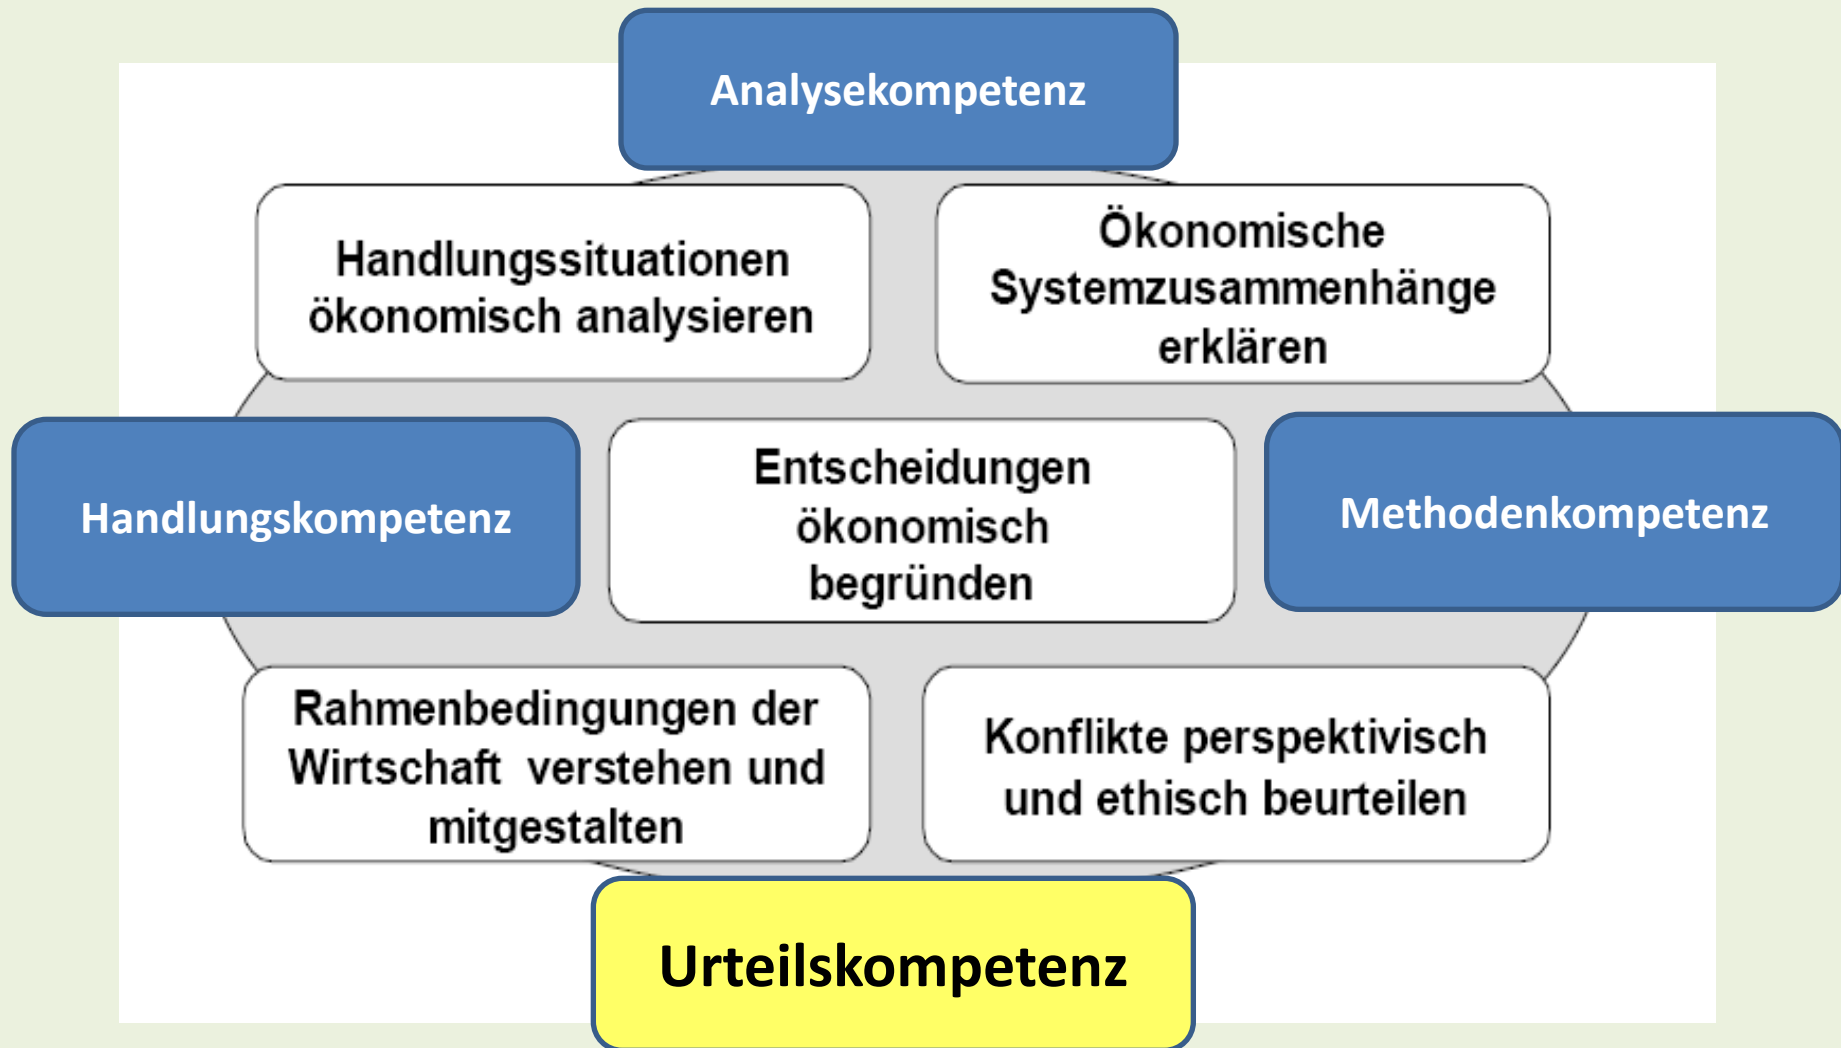 Analysekompetenz
Handlungssituationen
ökonomisch analysieren
Ökonomische
Systemzusammenhänge
erklären
Handlungskompetenz
Entscheidungen
ökonomisch
begründen
Methodenkompetenz
Rahmenbedingungen der
Wirtschaft verstehen und
mitgestalten
Konflikte perspektivisch
und ethisch beurteilen
Urteilskompetenz